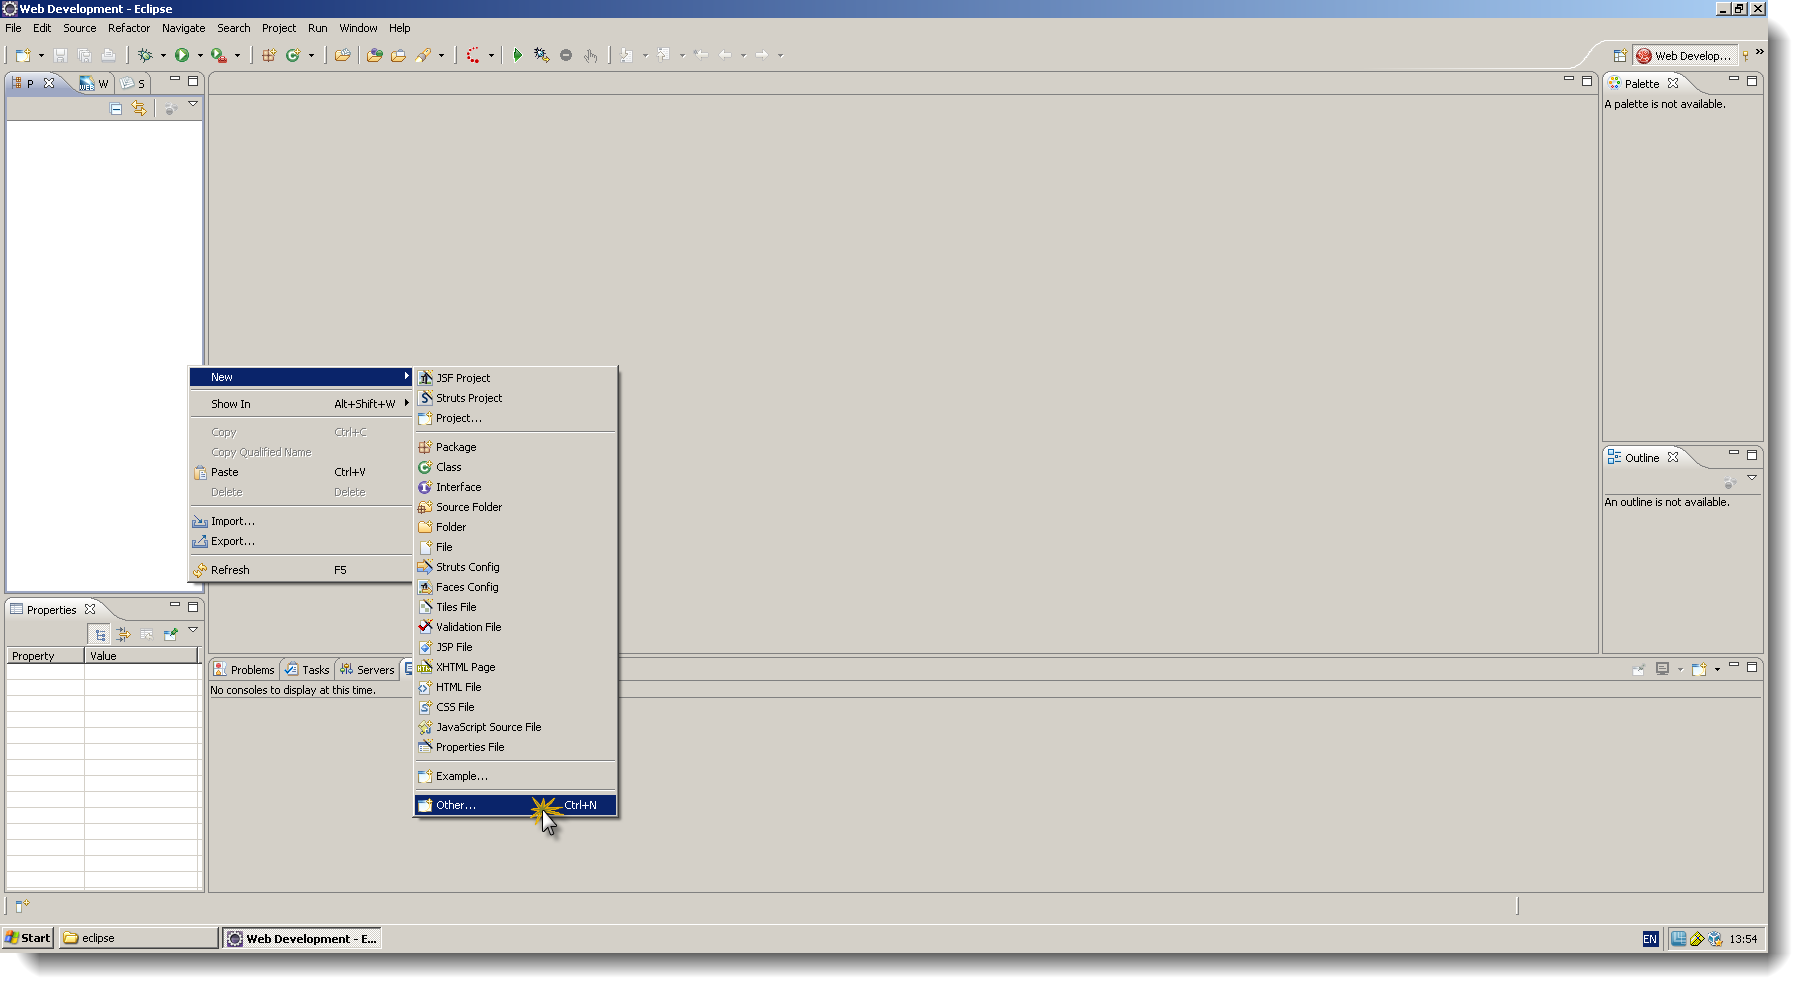 Web Development - Eclipse
File Edit Source Refactor Navigate Search Project Run Window Help
Web Develop...
P W S
Palette
A palette is not available.
New
Show In Alt+Shift+W
Copy Ctrl+C
Copy Qualified Name
Paste Ctrl+V
Delete Delete
Import...
Export...
Refresh F5
JSF Project
Struts Project
Project...
Package
Class
Interface
Source Folder
Folder
File
Struts Config
Faces Config
Tiles File
Validation File
JSP File
XHTML Page
HTML File
CSS File
JavaScript Source File
Properties File
Example...
Other... Ctrl+N
Outline
An outline is not available.
Properties
Property Value
Problems Tasks Servers
No consoles to display at this time.
Start eclipse Web Development - E... EN 13:54